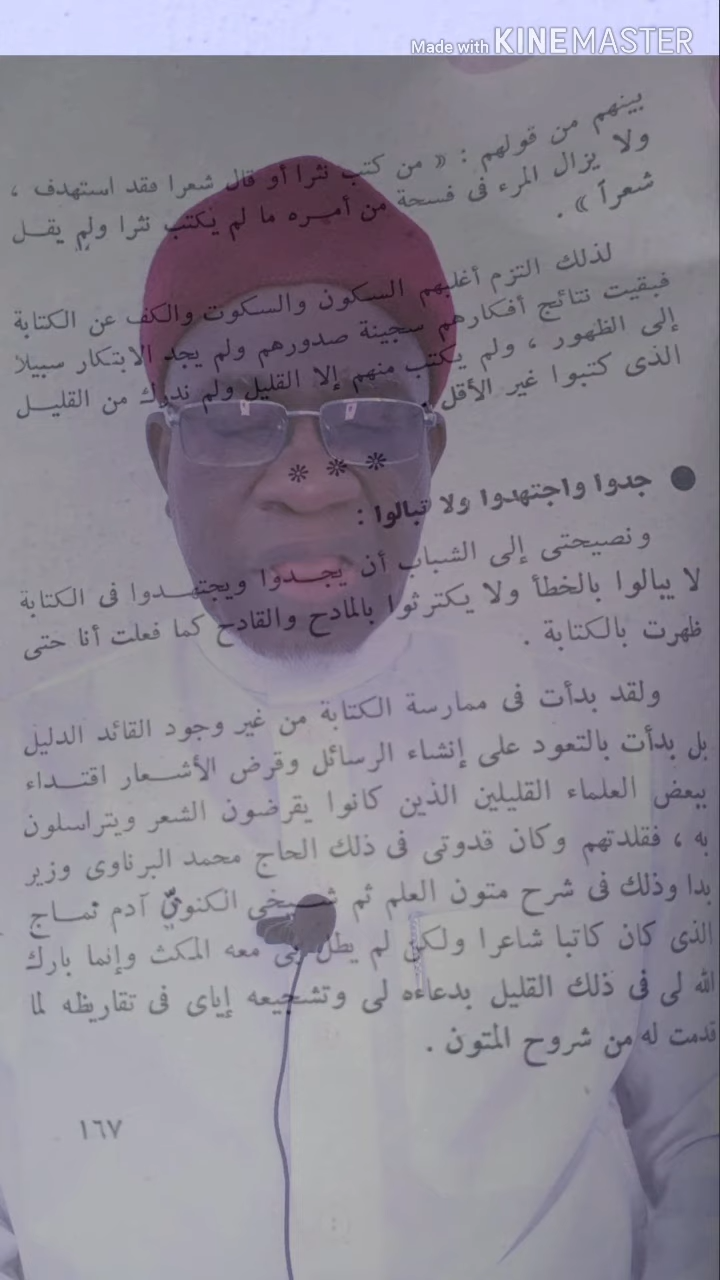 Made with KINEMASTER
بينهم من قولهم : « من كتب نثرا أو قال شعرا فقد استهدف ،
ولا يزال المرء فى فسحة من أمره ما لم يكتب نثرا ولم يقل
شعراً » .
لذلك التزم أغلبهم السكون والسكوت والكف عن الكتابة
فبقيت نتائج أفكارهم سجينة صدورهم ولم يجد الابتكار سبيلا
إلى الظهور ، ولم يكتب منهم إلا القليل ولم ندرك من القليل
الذى كتبوا غير الأقل .
* * *
● جدوا واجتهدوا ولا تبالوا :
ونصيحتى إلى الشباب أن يجدوا ويجتهدوا فى الكتابة
لا يبالوا بالخطأ ولا يكترثوا بالمادح والقادح كما فعلت أنا حتى
ظهرت بالكتابة .
ولقد بدأت فى ممارسة الكتابة من غير وجود القائد الدليل
بل بدأت بالتعود على إنشاء الرسائل وقرض الأشعار اقتداء
ببعض العلماء القليلين الذين كانوا يقرضون الشعر ويتراسلون
به ، فقلدتهم وكان قدوتى فى ذلك الحاج محمد البرناوى وزير
بدا وذلك فى شرح متون العلم ثم شيخى الكنوىّ آدم نماج
الذى كان كاتبا شاعرا ولكن لم يطل لى معه المكث وإنما بارك
الله لى فى ذلك القليل بدعاءه لى وتشجيعه إياى فى تقاريظه لما
قدمت له من شروح المتون .
١٦٧